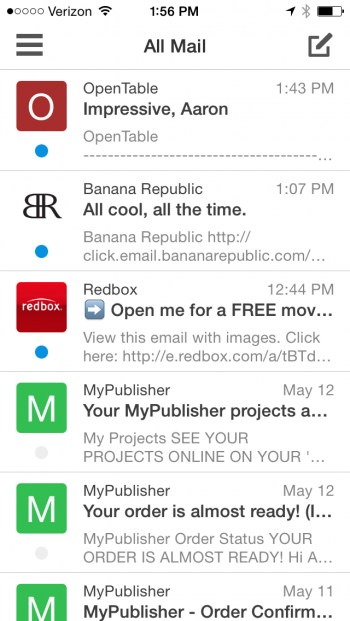 Verizon 1:56 PM
All Mail
O OpenTable 1:43 PM
Impressive, Aaron
OpenTable
--------------------------------------...
BR Banana Republic 1:07 PM
All cool, all the time.
Banana Republic http://
click.email.bananarepublic.com/...
redbox. Redbox 12:44 PM
➡️ Open me for a FREE mov...
View this email with images. Click
here: http://e.redbox.com/a/tBTd...
M MyPublisher May 12
Your MyPublisher projects a...
My Projects SEE YOUR
PROJECTS ONLINE ON YOUR '...
M MyPublisher May 12
Your order is almost ready! (I...
MyPublisher Order Status YOUR
ORDER IS ALMOST READY! Hi A...
M MyPublisher May 11
MyPublisher - Order Confirm...